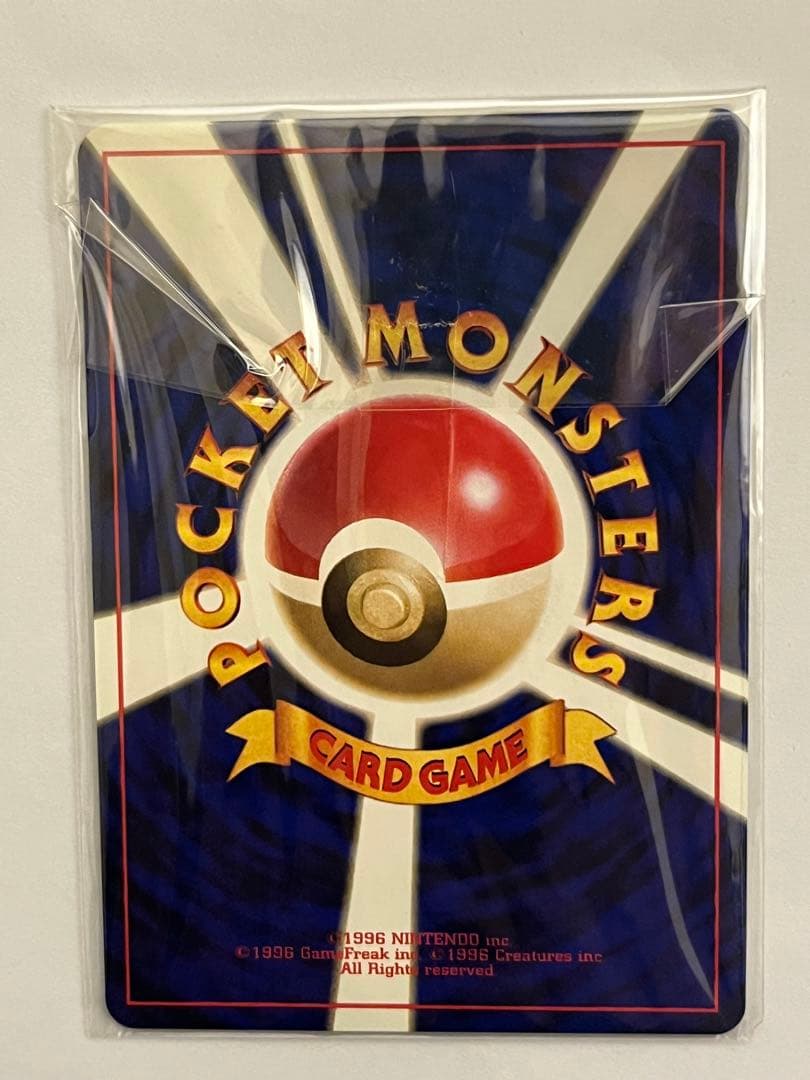 POCKET MONSTERS
CARD GAME
©1996 NINTENDO inc
©1996 GameFreak inc. ©1996 Creatures inc
All Rights reserved